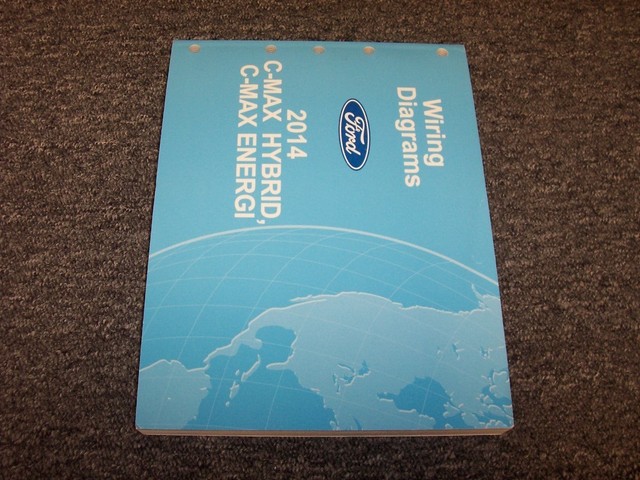 Wiring
Diagrams
Ford
2014
C-MAX HYBRID,
C-MAX ENERGI